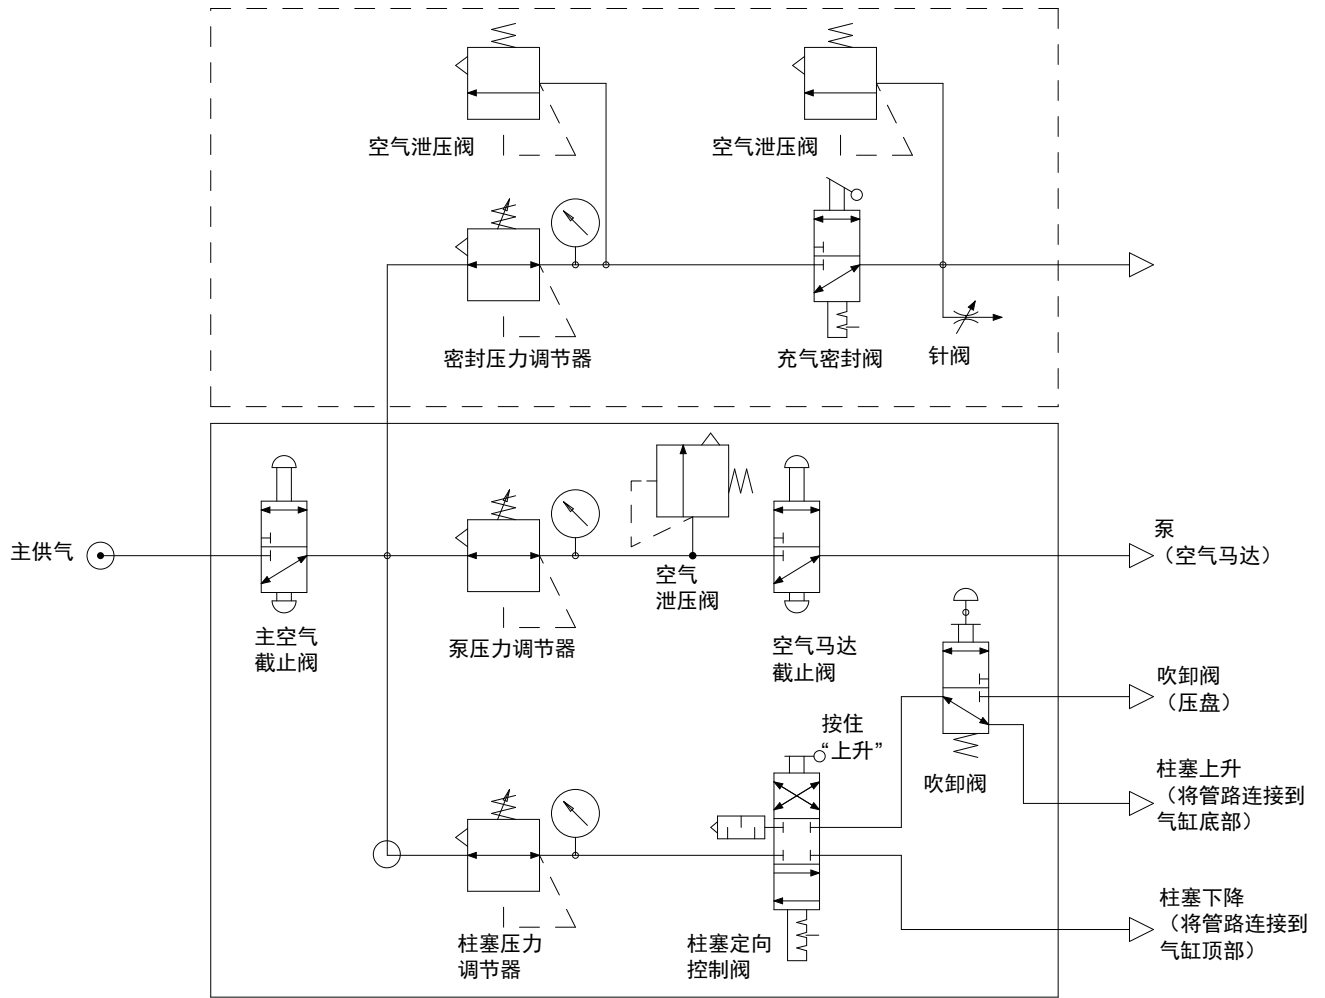 空气泄压阀
空气泄压阀
密封压力调节器
充气密封阀
针阀
主供气
主空气
截止阀
泵压力调节器
空气
泄压阀
空气马达
截止阀
泵
（空气马达）
吹卸阀
（压盘）
按住
“上升”
吹卸阀
柱塞上升
（将管路连接到
气缸底部）
柱塞压力
调节器
柱塞定向
控制阀
柱塞下降
（将管路连接到
气缸顶部）